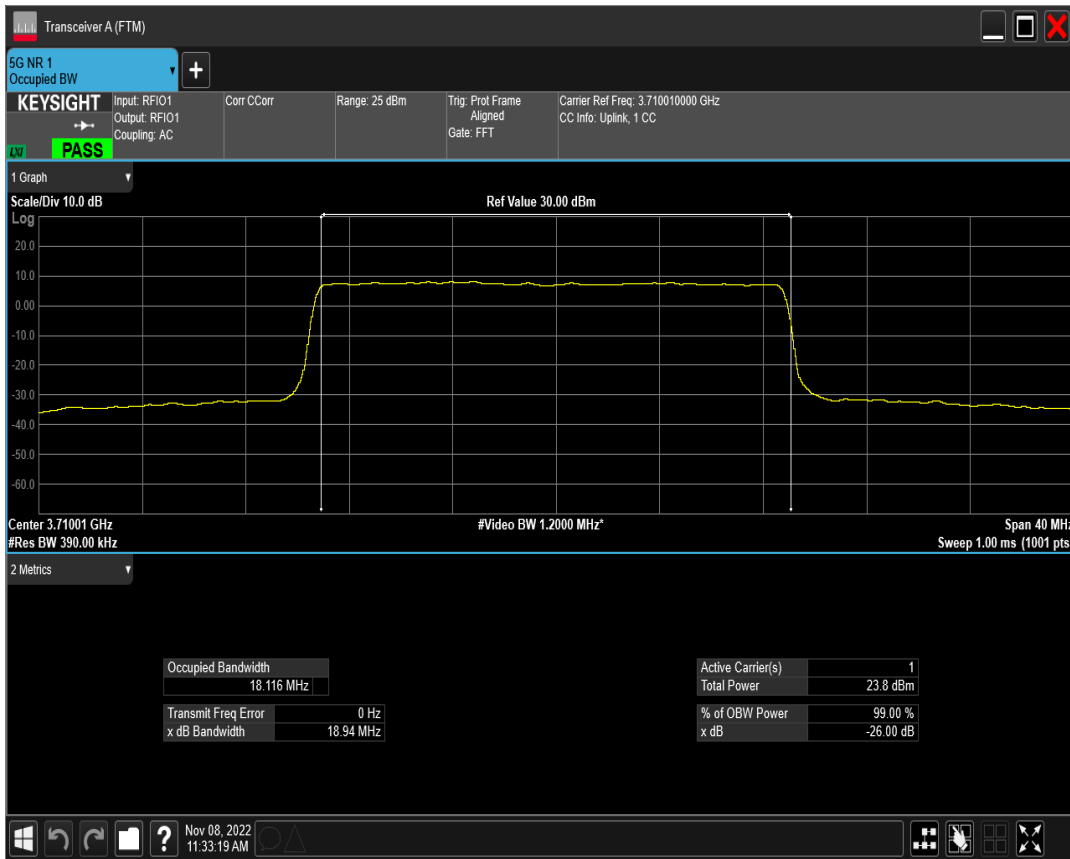 Transceiver A (FTM)
5G NR 1
Occupied BW
+
KEYSIGHT
LXI
PASS
Input: RFIO1
Output: RFIO1
Coupling: AC
Corr CCorr
Range: 25 dBm
Trig: Prot Frame
Aligned
Gate: FFT
Carrier Ref Freq: 3.710010000 GHz
CC Info: Uplink, 1 CC
1 Graph
Scale/Div 10.0 dB
Ref Value 30.00 dBm
Log
20.0
10.0
0.00
-10.0
-20.0
-30.0
-40.0
-50.0
-60.0
Center 3.71001 GHz
#Video BW 1.2000 MHz*
Span 40 MHz
#Res BW 390.00 kHz
Sweep 1.00 ms (1001 pts
2 Metrics
Occupied Bandwidth
18.116 MHz
Transmit Freq Error 0 Hz
x dB Bandwidth 18.94 MHz
Active Carrier(s) 1
Total Power 23.8 dBm
% of OBW Power 99.00 %
x dB -26.00 dB
?
Nov 08, 2022
11:33:19 AM